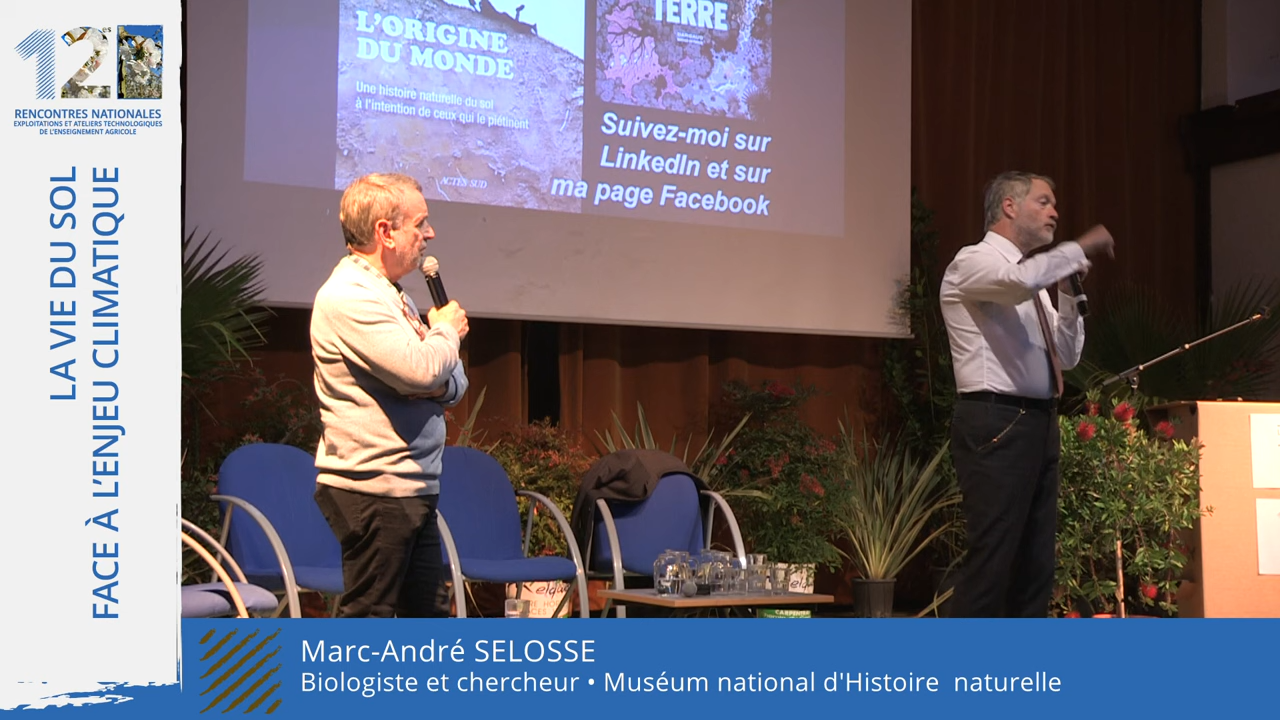 12es
RENCONTRES NATIONALES
EXPLOITATIONS ET ATELIERS TECHNOLOGIQUES
DE L'ENSEIGNEMENT AGRICOLE
LA VIE DU SOL
FACE À L'ENJEU CLIMATIQUE
L'ORIGINE
DU MONDE
Une histoire naturelle du sol
à l'intention de ceux qui le piétinent
ACTES SUD
TERRE
Suivez-moi sur
LinkedIn et sur
ma page Facebook
Marc-André SELOSSE
Biologiste et chercheur • Muséum national d'Histoire naturelle